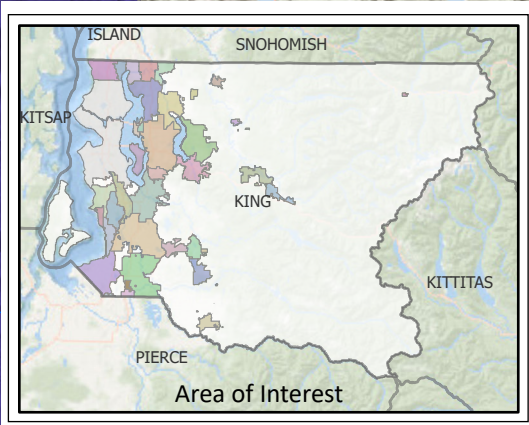 ISLAND
SNOHOMISH
KITSAP
KING
KITTITAS
PIERCE
Area of Interest